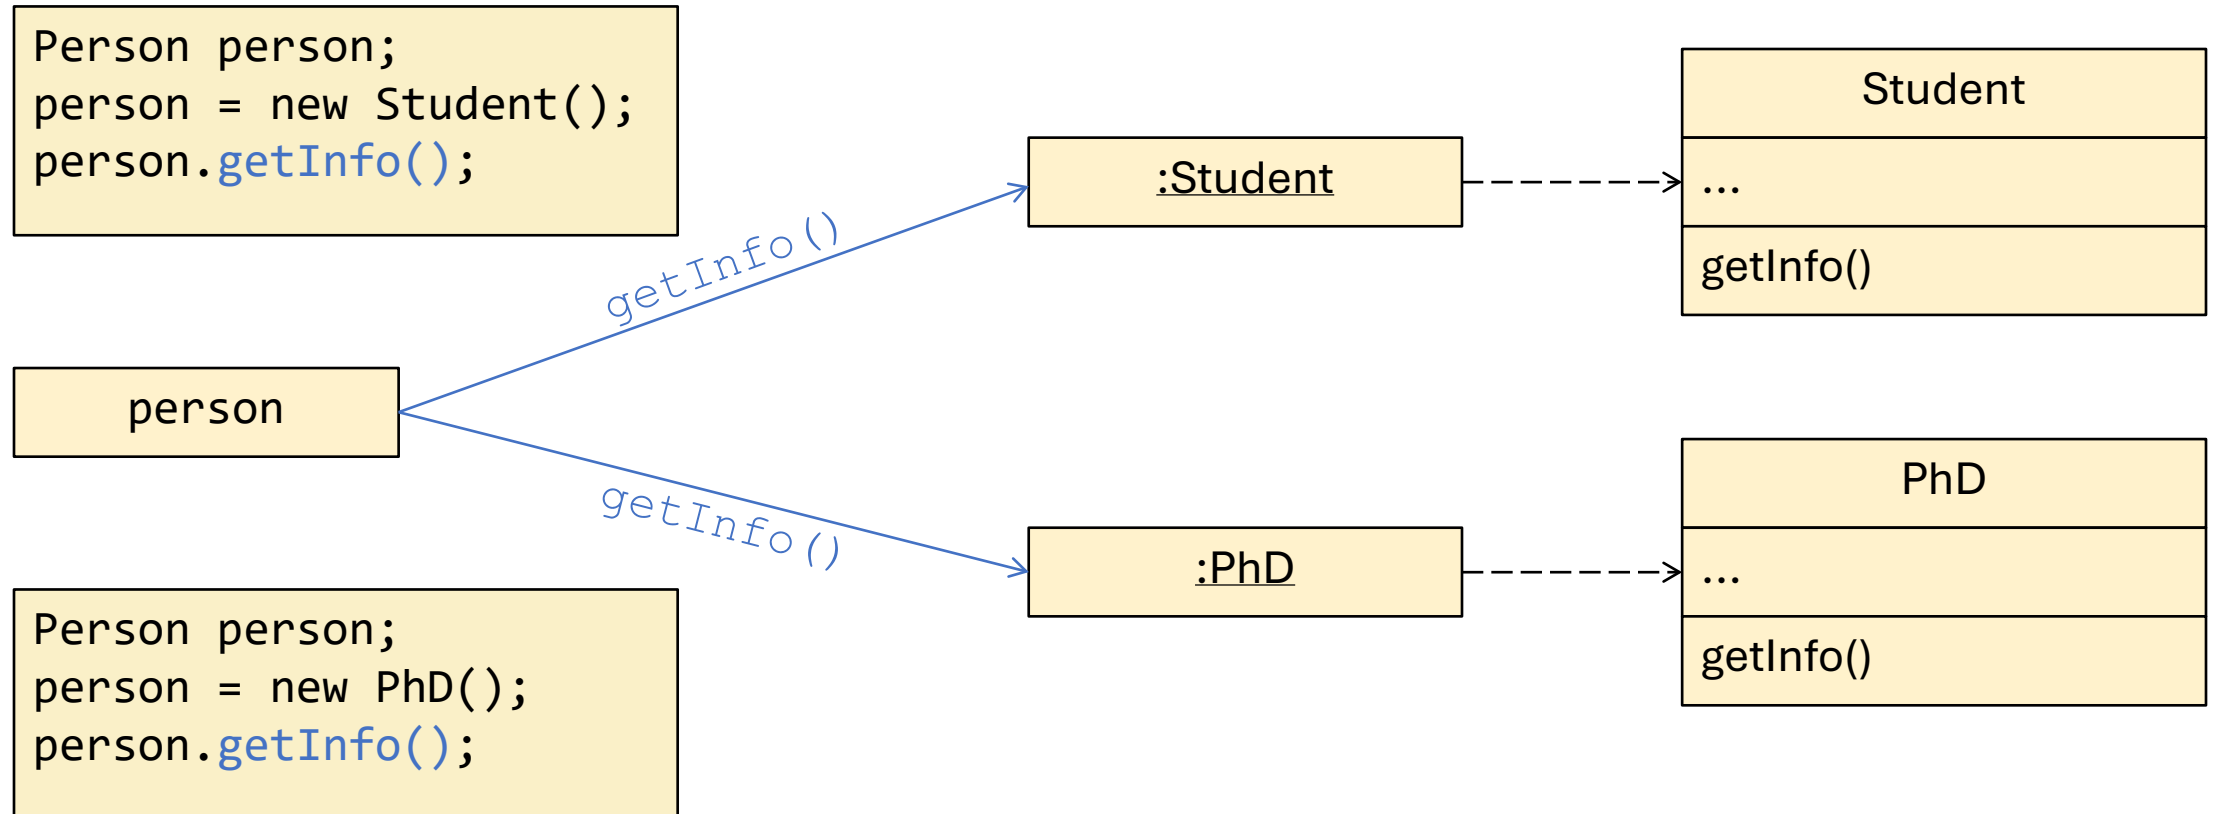 Person person;
person = new Student();
person.getInfo();
Student
:Student
...
getInfo()
getInfo()
person
getInfo()
PhD
:PhD
...
getInfo()
Person person;
person = new PhD();
person.getInfo();